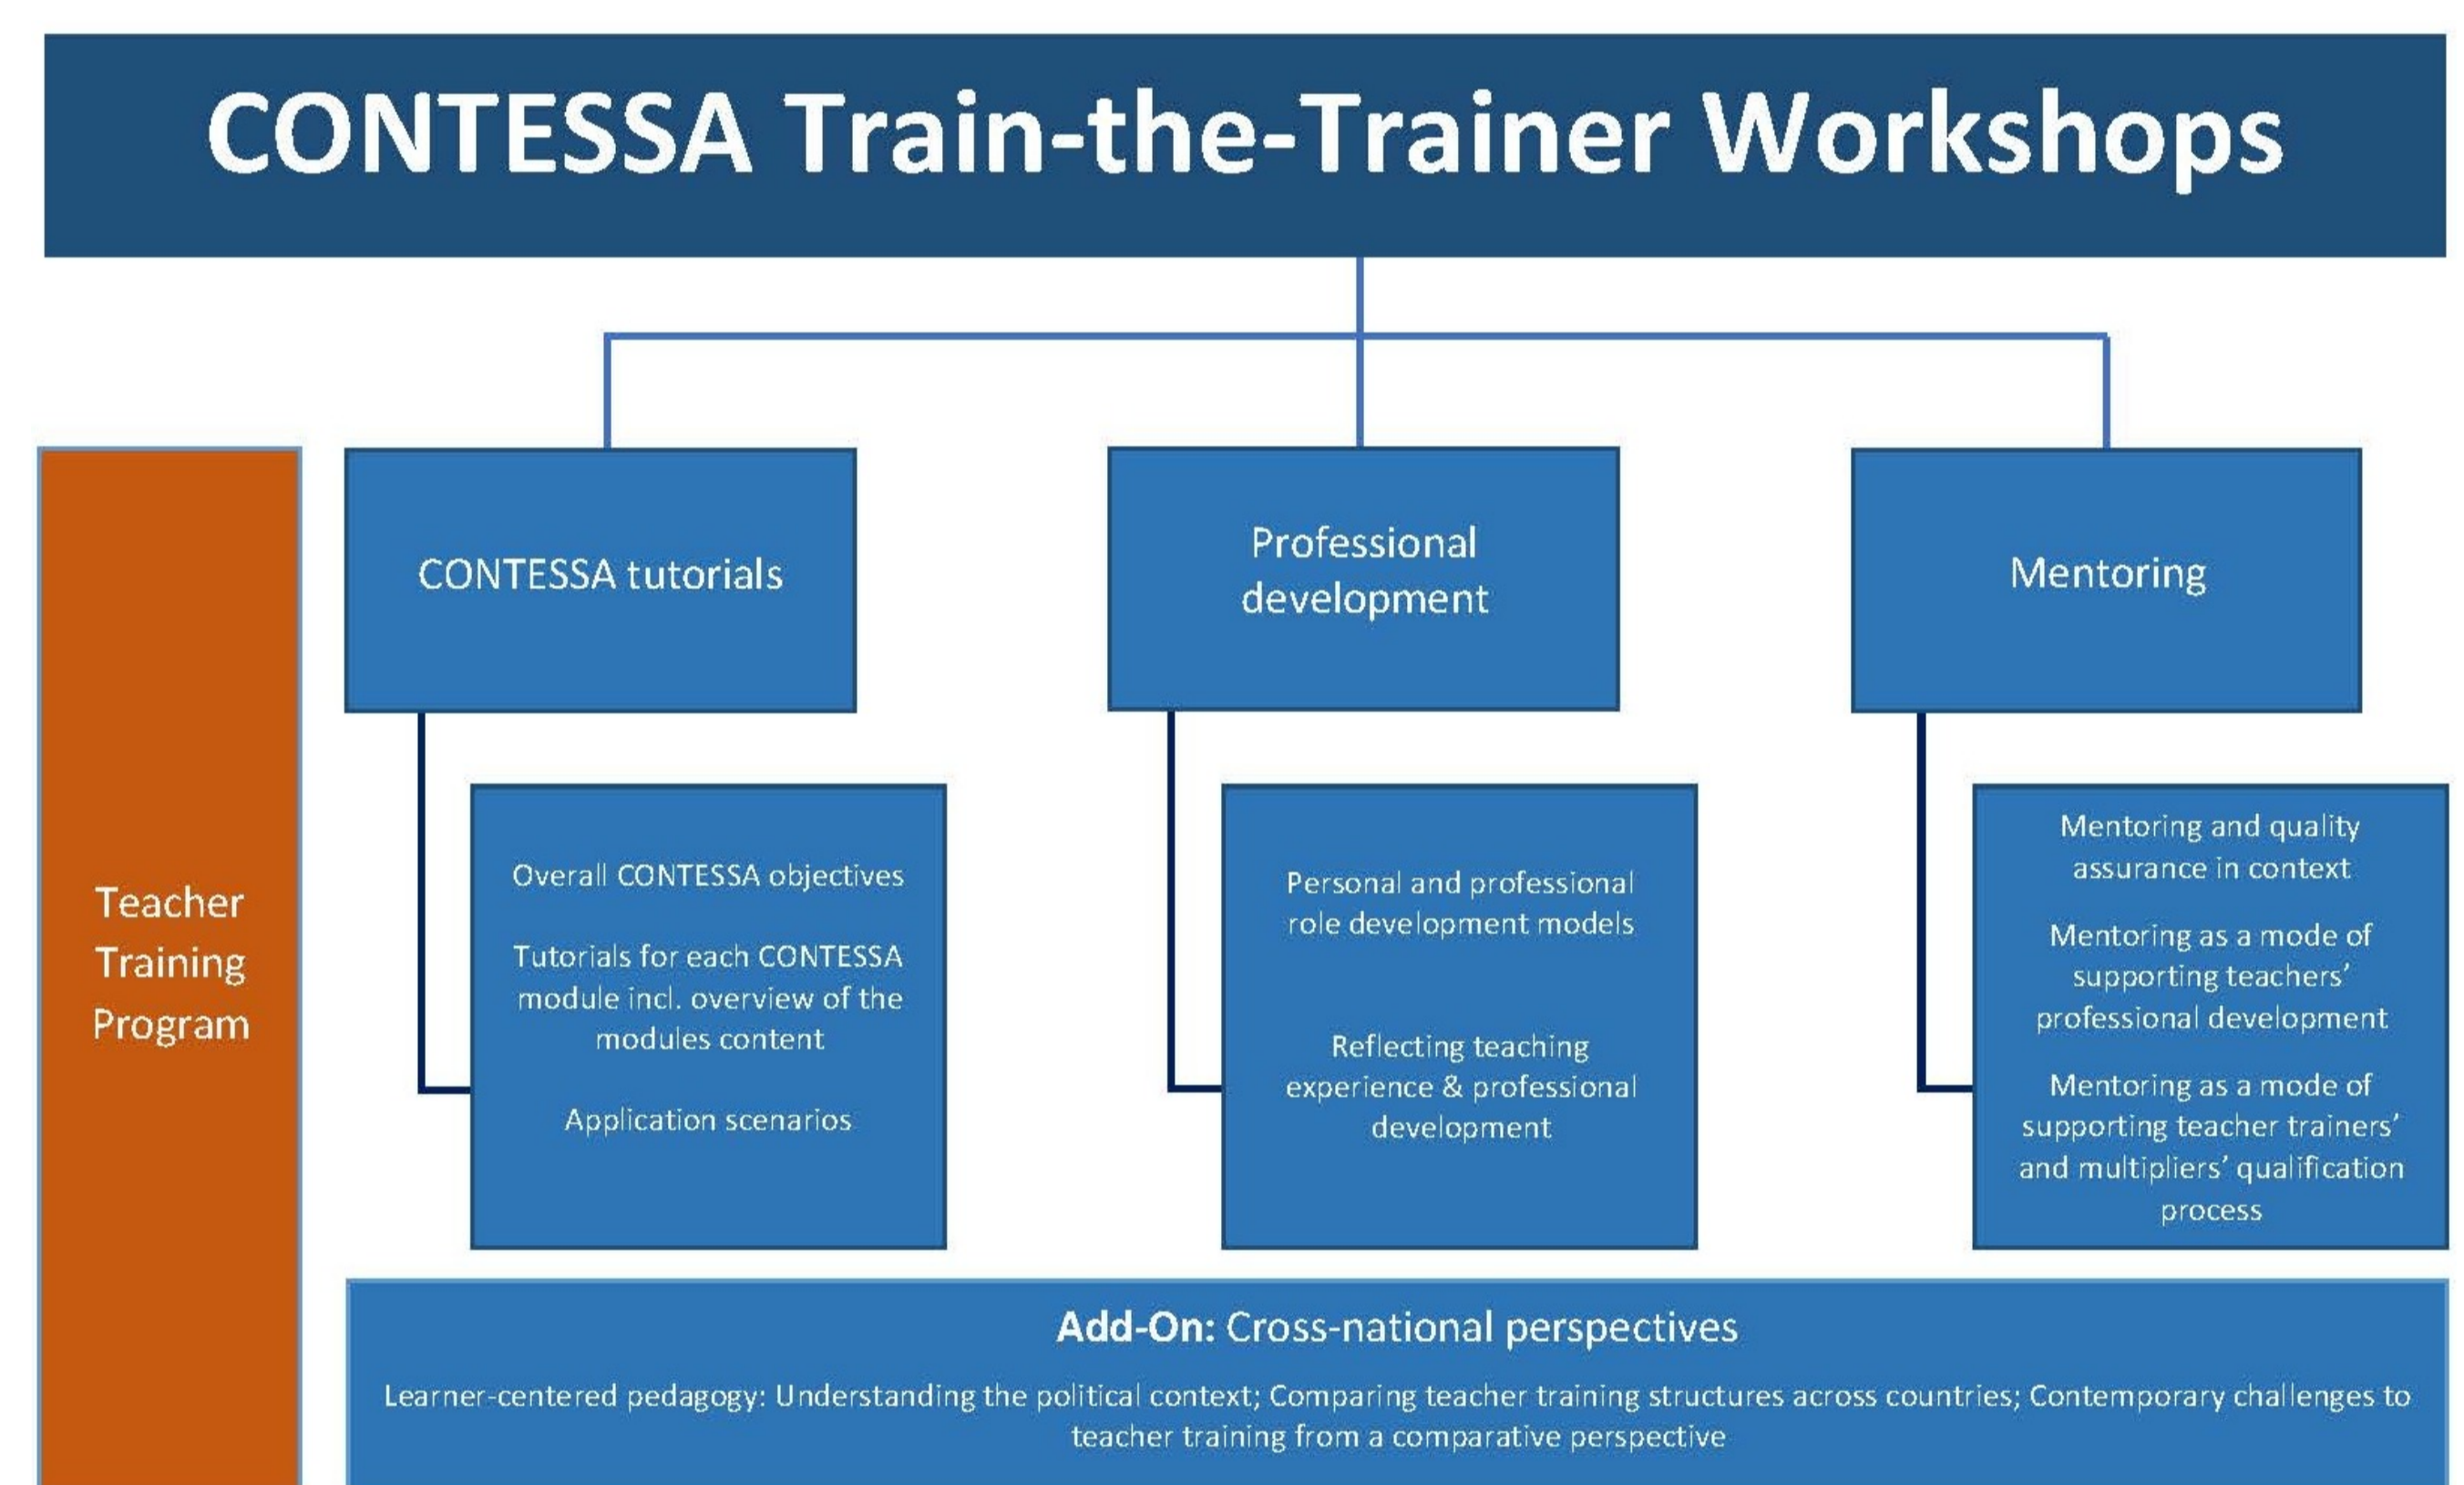 CONTESSA Train-the-Trainer Workshops
Teacher
Training
Program
CONTESSA tutorials
Overall CONTESSA objectives
Tutorials for each CONTESSA
module incl. overview of the
modules content
Application scenarios
Professional
development
Personal and professional
role development models
Reflecting teaching
experience & professional
development
Mentoring
Mentoring and quality
assurance in context
Mentoring as a mode of
supporting teachers’
professional development
Mentoring as a mode of
supporting teacher trainers’
and multipliers’ qualification
process
Add-On: Cross-national perspectives
Learner-centered pedagogy: Understanding the political context; Comparing teacher training structures across countries; Contemporary challenges to
teacher training from a comparative perspective